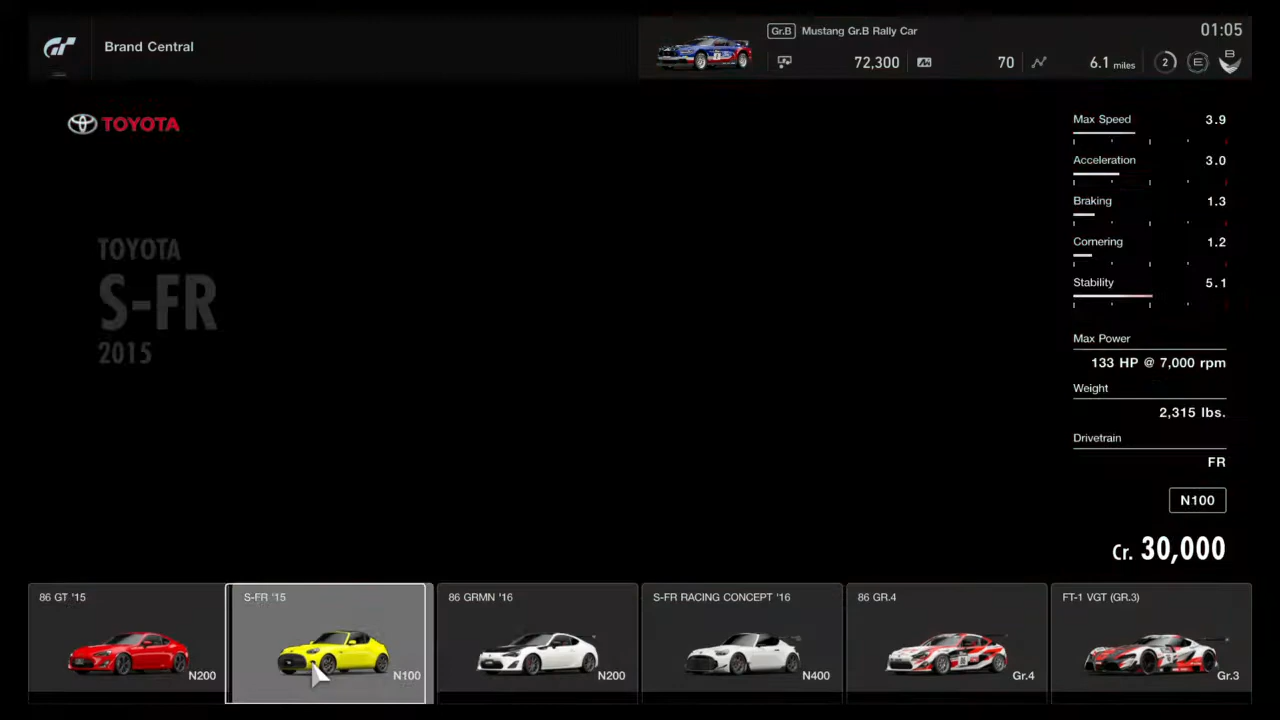 Brand Central
Gr.B Mustang Gr.B Rally Car
01:05
72,300
70
6.1 miles
2
E
B
TOYOTA
TOYOTA
S-FR
2015
Max Speed 3.9
Acceleration 3.0
Braking 1.3
Cornering 1.2
Stability 5.1
Max Power
133 HP @ 7,000 rpm
Weight
2,315 lbs.
Drivetrain
FR
N100
Cr. 30,000
86 GT '15
N200
S-FR '15
N100
86 GRMN '16
N200
S-FR RACING CONCEPT '16
N400
86 GR.4
Gr.4
FT-1 VGT (GR.3)
Gr.3